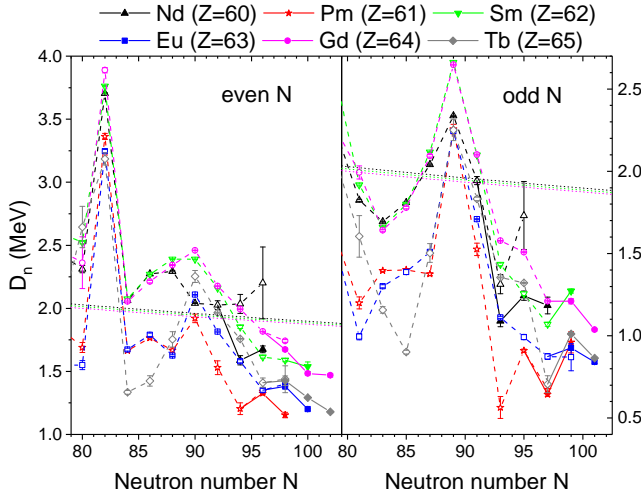 Nd (Z=60) Pm (Z=61) Sm (Z=62)
Eu (Z=63) Gd (Z=64) Tb (Z=65)
even N odd N
4.0
3.5
3.0
2.5
2.0
1.5
1.0
2.5
2.0
1.5
1.0
0.5
D_n (MeV)
80 85 90 95 100 80 85 90 95 100
Neutron number N Neutron number N